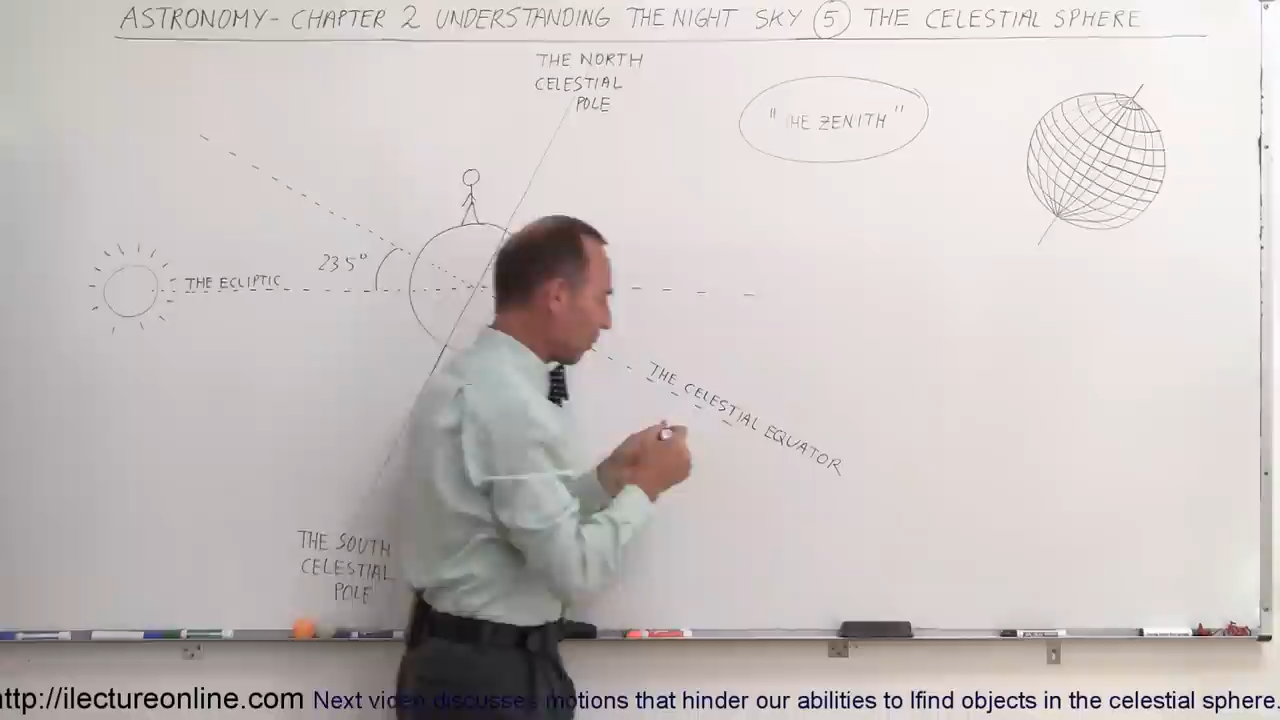 ASTRONOMY- CHAPTER 2 UNDERSTANDING THE NIGHT SKY 5 THE CELESTIAL SPHERE
THE NORTH
CELESTIAL
POLE
"THE ZENITH"
23.5°
THE ECLIPTIC
THE CELESTIAL EQUATOR
THE SOUTH
CELESTIAL
POLE
http://ilectureonline.com Next video discusses motions that hinder our abilities to lfind objects in the celestial sphere.